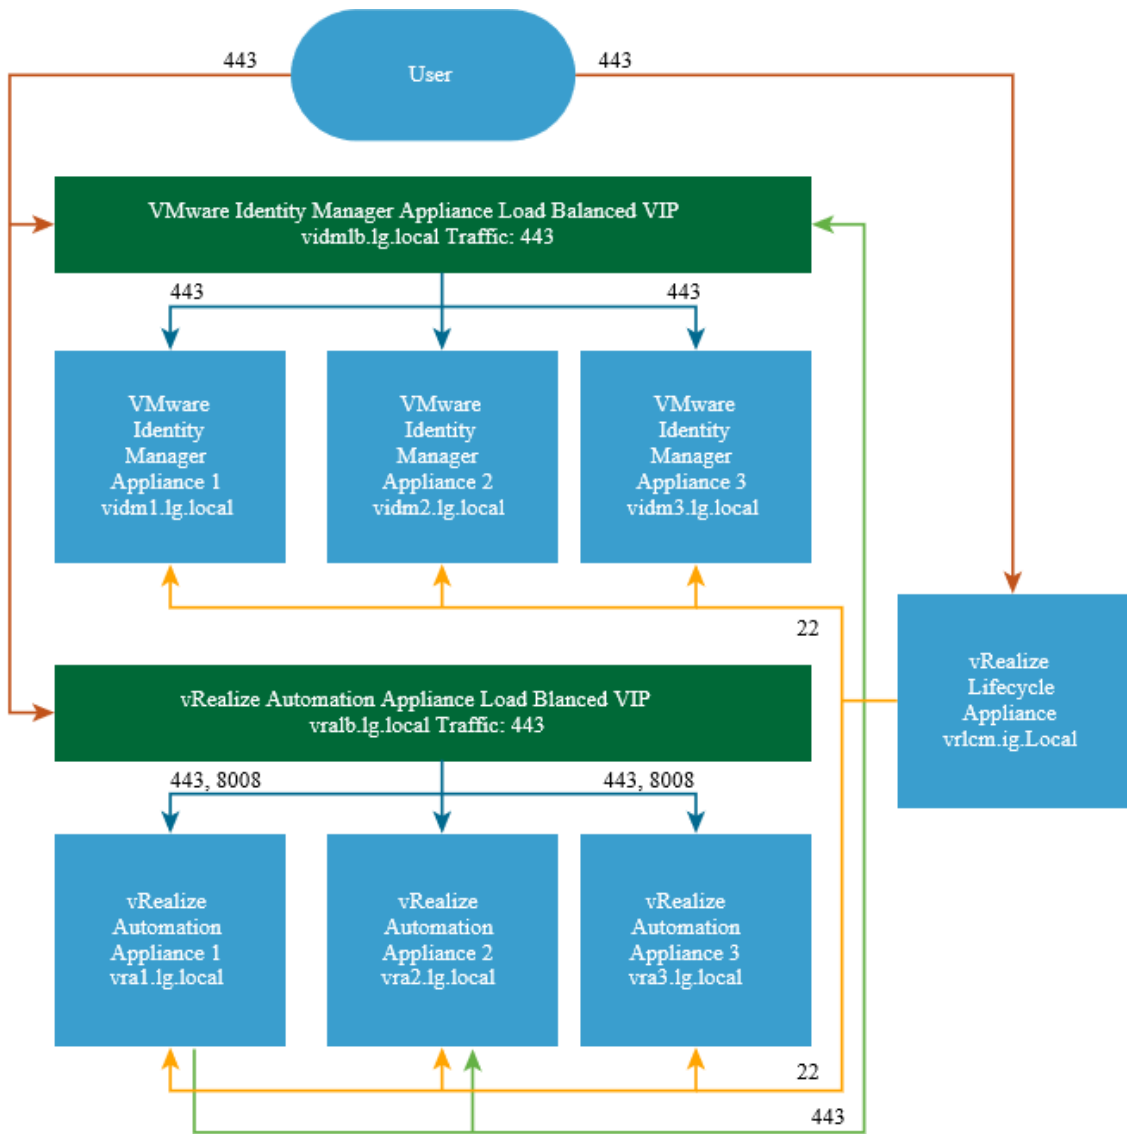 443
User
443
VMware Identity Manager Appliance Load Balanced VIP
vidmlb.lg.local Traffic: 443
443
443
VMware
Identity
Manager
Appliance 1
vidm1.lg.local
VMware
Identity
Manager
Appliance 2
vidm2.lg.local
VMware
Identity
Manager
Appliance 3
vidm3.lg.local
22
vRealize
Lifecycle
Appliance
vrlcm.ig.Local
vRealize Automation Appliance Load Blanced VIP
vralb.lg.local Traffic: 443
443, 8008
443, 8008
vRealize
Automation
Appliance 1
vra1.lg.local
vRealize
Automation
Appliance 2
vra2.lg.local
vRealize
Automation
Appliance 3
vra3.lg.local
22
443